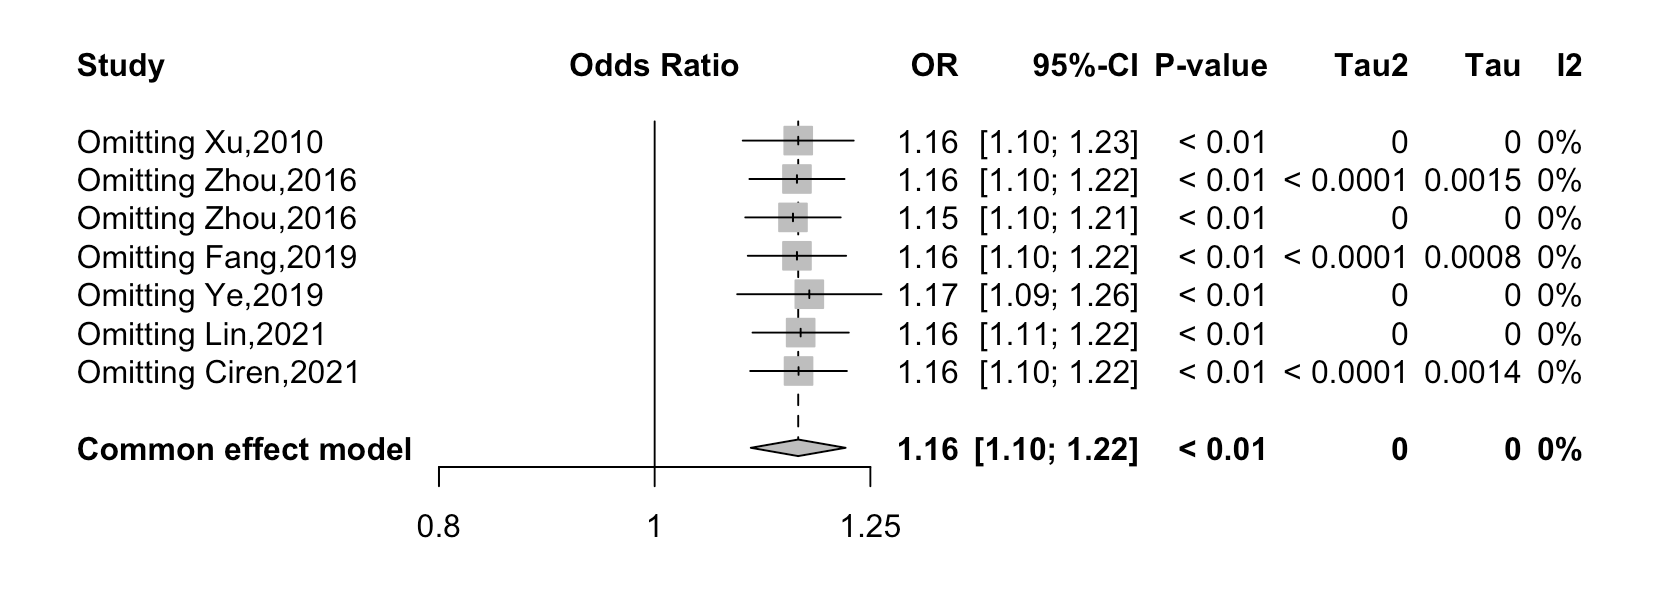 Study Odds Ratio OR 95%-CI P-value Tau2 Tau I2
Omitting Xu,2010 1.16 [1.10; 1.23] < 0.01 0 0 0%
Omitting Zhou,2016 1.16 [1.10; 1.22] < 0.01 < 0.0001 0.0015 0%
Omitting Zhou,2016 1.15 [1.10; 1.21] < 0.01 0 0 0%
Omitting Fang,2019 1.16 [1.10; 1.22] < 0.01 < 0.0001 0.0008 0%
Omitting Ye,2019 1.17 [1.09; 1.26] < 0.01 0 0 0%
Omitting Lin,2021 1.16 [1.11; 1.22] < 0.01 0 0 0%
Omitting Ciren,2021 1.16 [1.10; 1.22] < 0.01 < 0.0001 0.0014 0%
Common effect model 1.16 [1.10; 1.22] < 0.01 0 0 0%
0.8 1 1.25